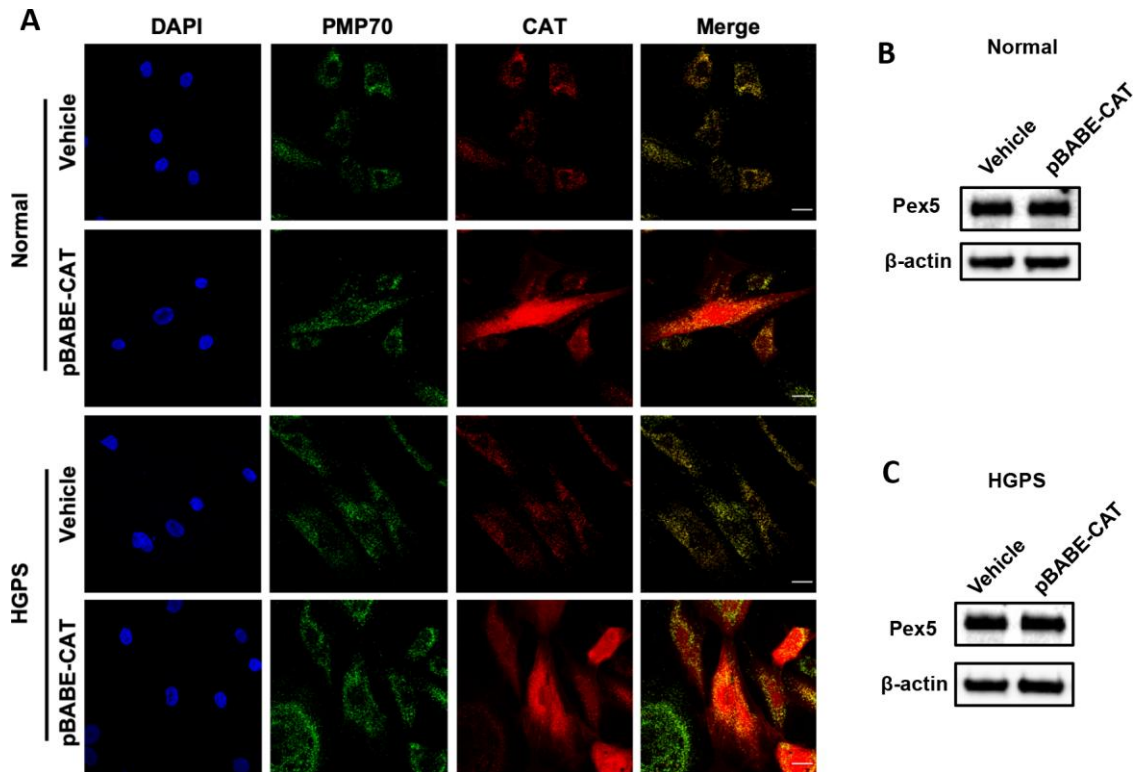 A
DAPI PMP70 CAT Merge
Normal
Vehicle
pBABE-CAT
HGPS
Vehicle
pBABE-CAT
B
Normal
Vehicle pBABE-CAT
Pex5
β-actin
C
HGPS
Vehicle pBABE-CAT
Pex5
β-actin